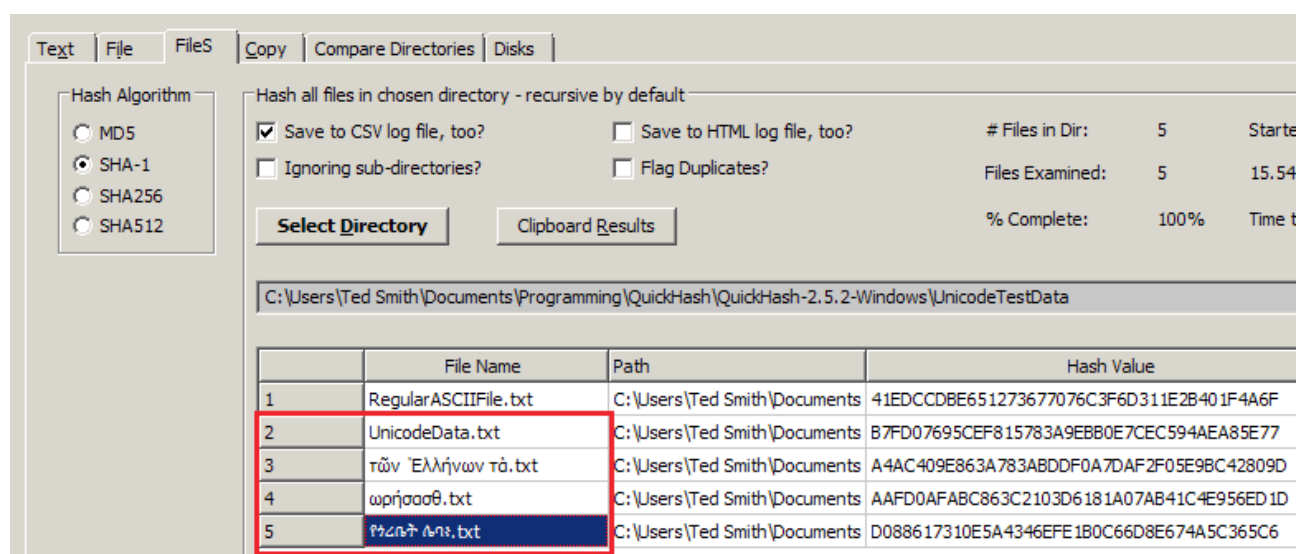 Text File FileS Copy Compare Directories Disks
Hash Algorithm
MD5
SHA-1
SHA256
SHA512
Hash all files in chosen directory - recursive by default
Save to CSV log file, too? Save to HTML log file, too?
Ignoring sub-directories? Flag Duplicates?
Select Directory Clipboard Results
# Files in Dir: 5 Starte
Files Examined: 5 15.54
% Complete: 100% Time t
C:\Users\Ted Smith\Documents\Programming\QuickHash\QuickHash-2.5.2-Windows\UnicodeTestData
File Name Path Hash Value
1 RegularASCIIFile.txt C:\Users\Ted Smith\Documents 41EDCCDBE651273677076C3F6D311E2B401F4A6F
2 UnicodeData.txt C:\Users\Ted Smith\Documents B7FD07695CEF815783A9EBB0E7CEC594AEA85E77
3 τῶν Ἑλλήνων τὰ.txt C:\Users\Ted Smith\Documents A4AC409E863A783ABDDF0A7DAF2F05E9BC42809D
4 ωρήσασθ.txt C:\Users\Ted Smith\Documents AAFD0AFABC863C2103D6181A07AB41C4E956ED1D
5 .txt C:\Users\Ted Smith\Documents D088617310E5A4346EFE1B0C66D8E674A5C365C6